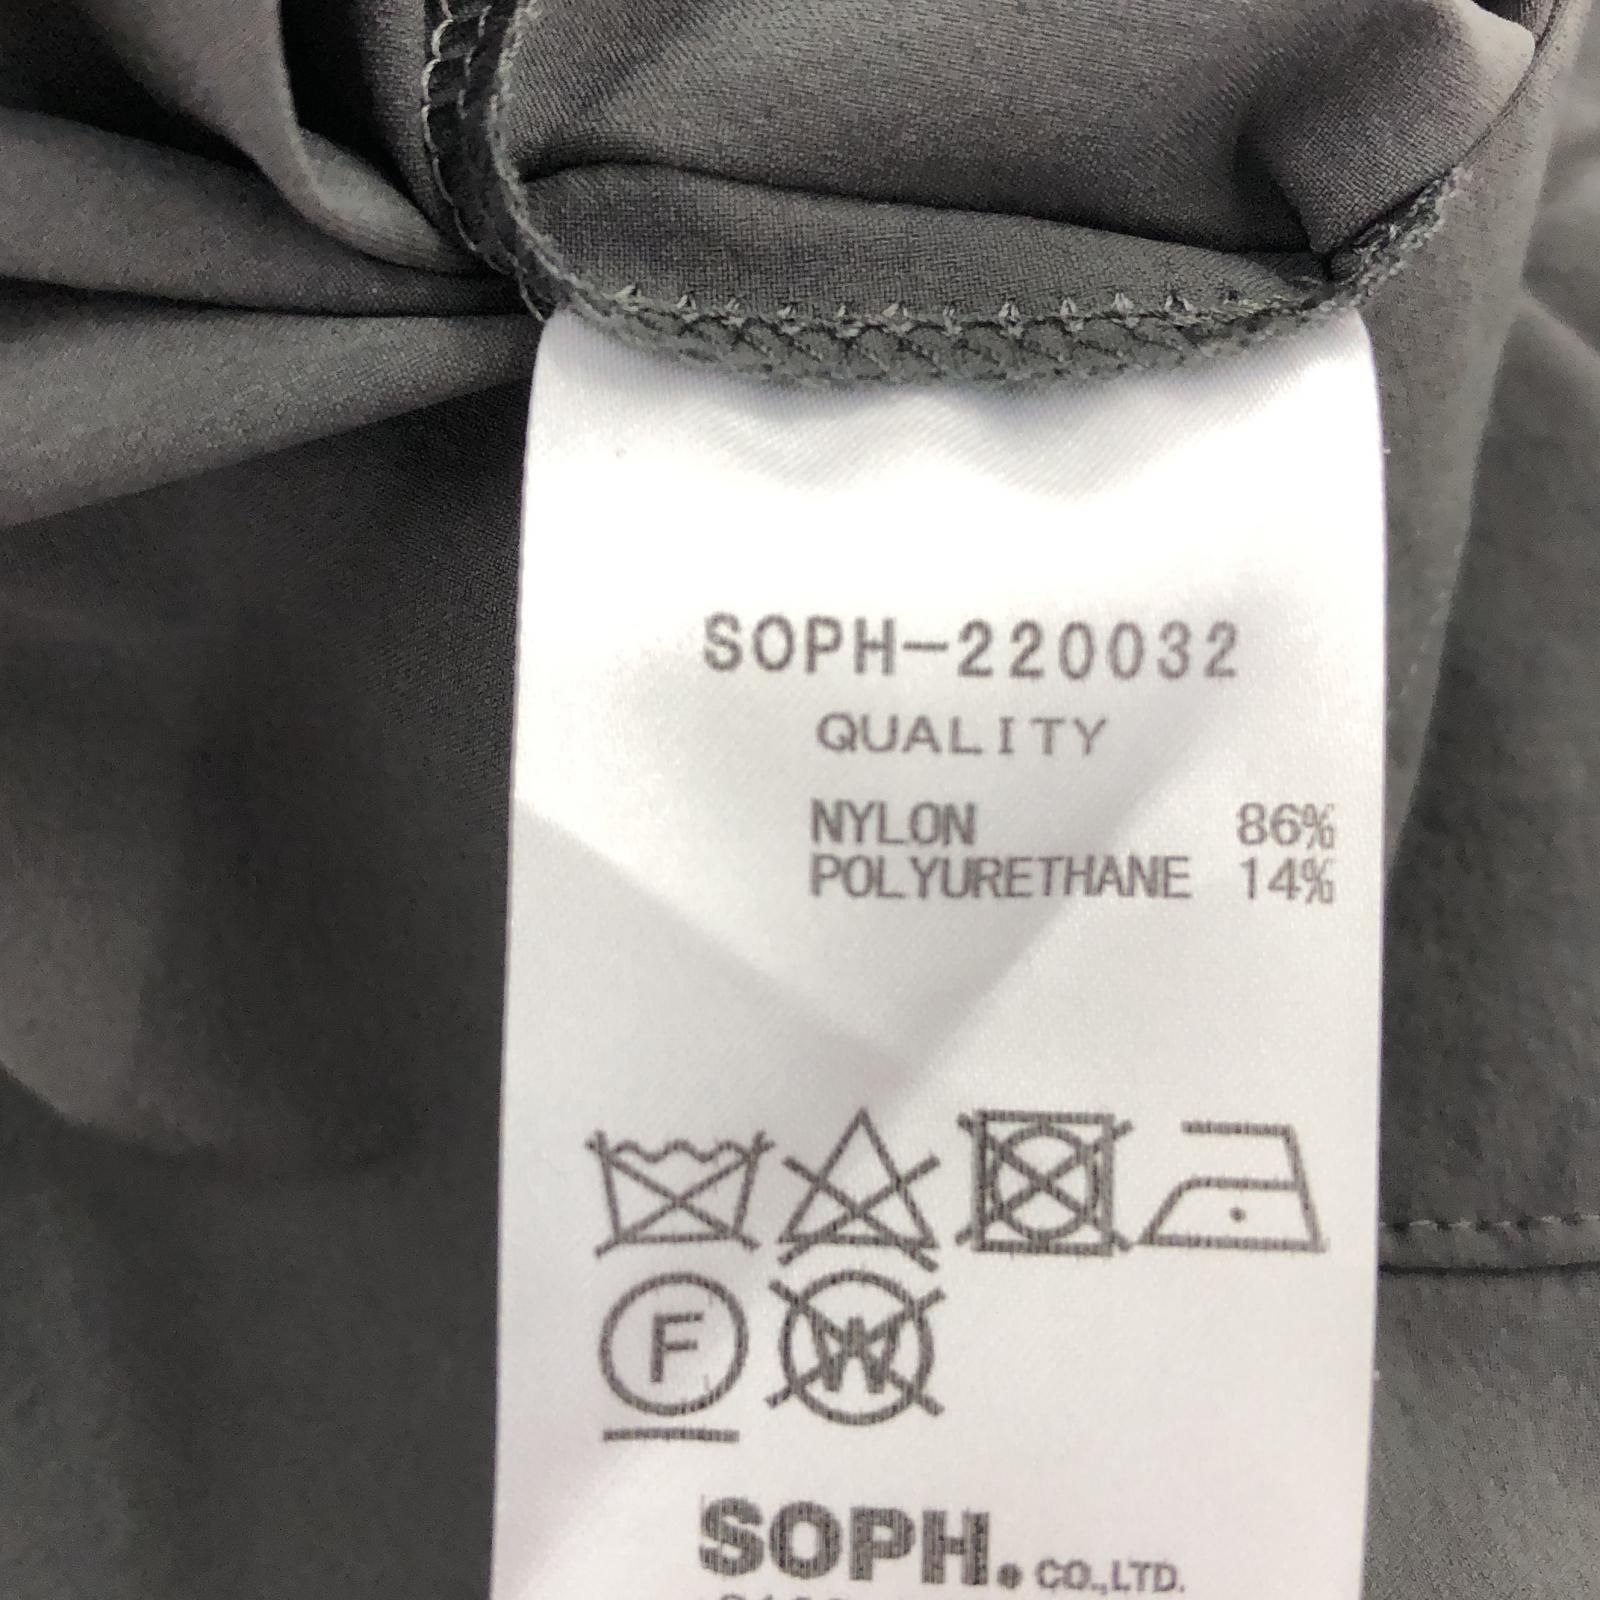 SOPH-220032
QUALITY
NYLON 86%
POLYURETHANE 14%
F W
SOPH. CO.,LTD.